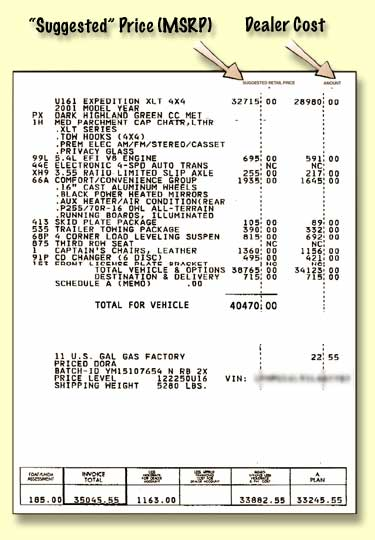 "Suggested" Price (MSRP) Dealer Cost
SUGGESTED RETAIL PRICE AMOUNT
U161 EXPEDITION XLT 4X4 32715 00 28980 00
2001 MODEL YEAR
PX DARK HIGHLAND GREEN CC MET
1H MED PARCHMENT CAP CHAIR,LTHR
.XLT SERIES
.TOW HOOKS (4X4)
.PREM ELEC AM/FM/STEREO/CASSET
.PRIVACY GLASS
99L 5.4L EFI V8 ENGINE 695 00 591 00
44E ELECTRONIC 4-SPD AUTO TRANS NC NC
XH9 3.55 RATIO LIMITED SLIP AXLE 255 00 217 00
66A COMFORT/CONVENIENCE GROUP 1935 00 1645 00
.16" CAST ALUMINUM WHEELS
.BLACK POWER HEATED MIRRORS
.AUX HEATER/AIR CONDITION(REAR
.P255/70R-16 OWL ALL-TERRAIN
.RUNNING BOARDS, ILLUMINATED
413 SKID PLATE PACKAGE 105 00 89 00
535 TRAILER TOWING PACKAGE 390 00 332 00
68P 4 CORNER LOAD LEVELING SUSPEN 815 00 692 00
875 THIRD ROW SEAT NC NC
1 CAPTAIN'S CHAIRS, LEATHER 1360 00 1156 00
91P CD CHANGER (6 DISC) 495 00 421 00
FRONT LICENSE PLATE BRACKET NC NC
TOTAL VEHICLE & OPTIONS 38765 00 34123 00
DESTINATION & DELIVERY 715 00 715 00
SCHEDULE A (MEMO) .00
TOTAL FOR VEHICLE 40470 00
11 U.S. GAL GAS FACTORY 22 55
PRICED DORA
BATCH-ID YM15107654 N RB 2X
PRICE LEVEL 122250U16 VIN:
SHIPPING WEIGHT 5280 LBS.
ASSESSMENT INVOICE TOTAL A PLAN
185.00 35045.55 1163.00 33882.55 33245.55